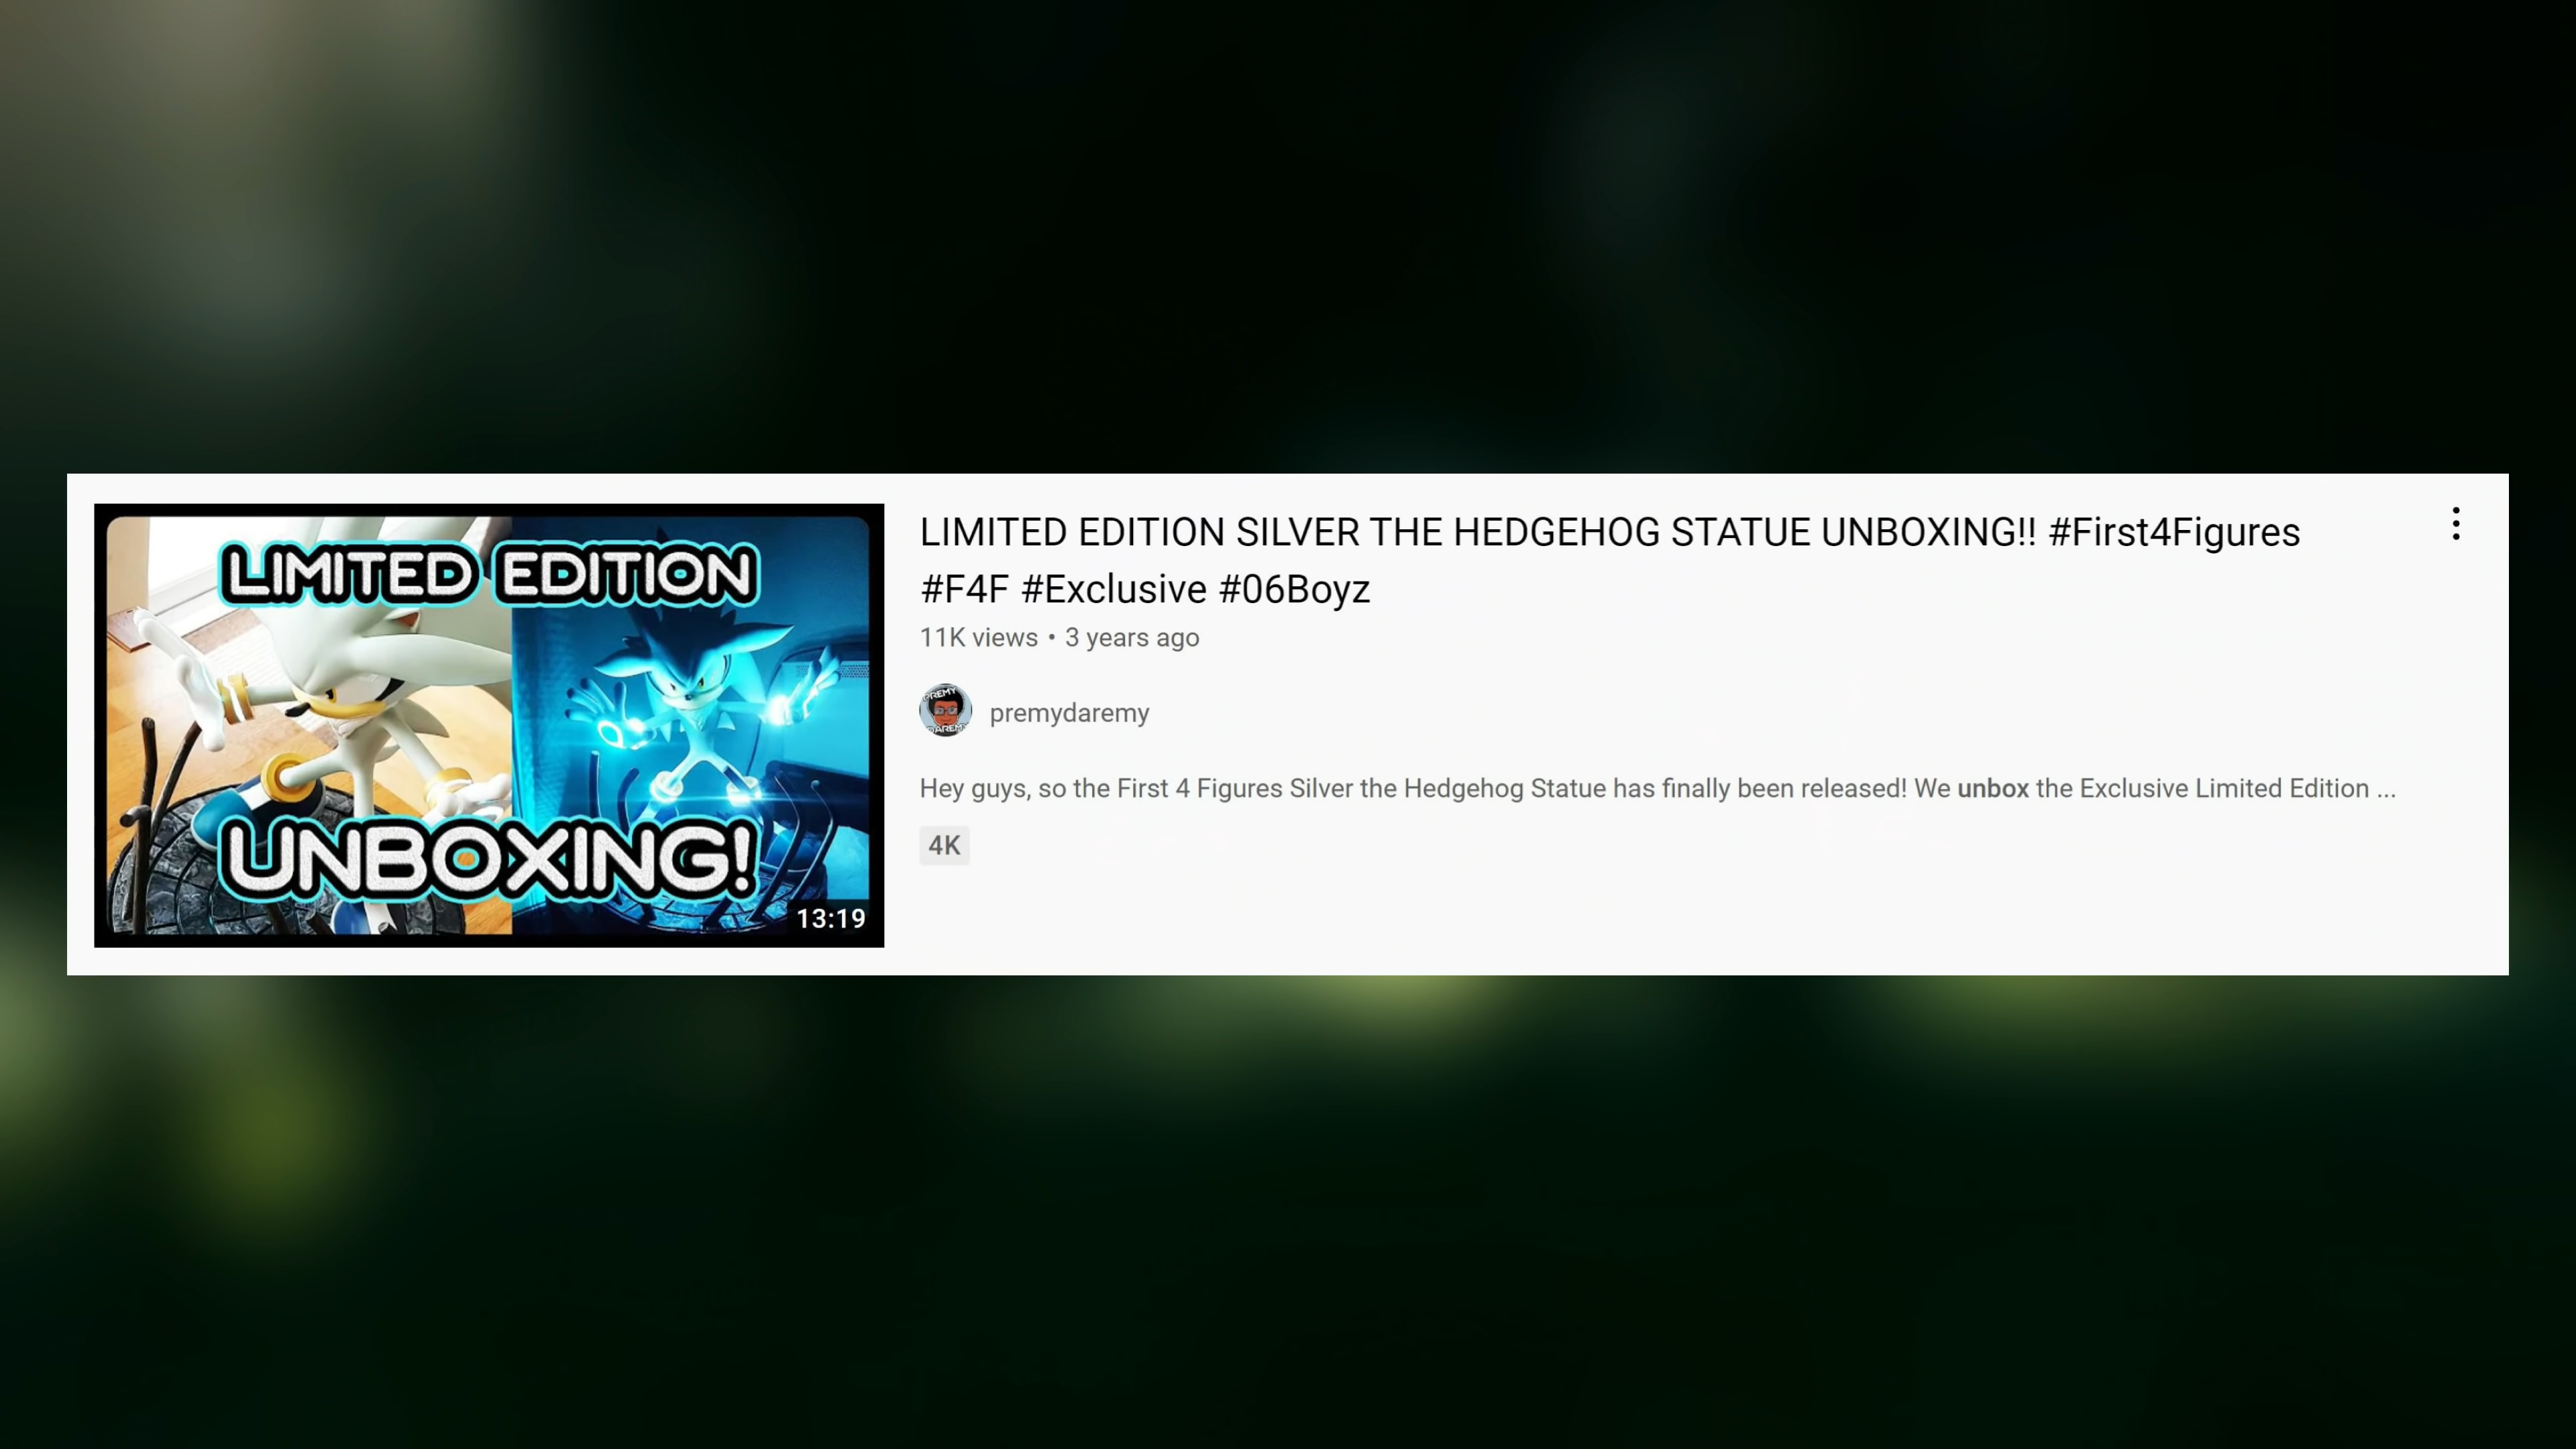 LIMITED EDITION
UNBOXING!
13:19
LIMITED EDITION SILVER THE HEDGEHOG STATUE UNBOXING!! #First4Figures
#F4F #Exclusive #06Boyz
11K views • 3 years ago
PREMY
DAREMY
premydaremy
Hey guys, so the First 4 Figures Silver the Hedgehog Statue has finally been released! We unbox the Exclusive Limited Edition ...
4K